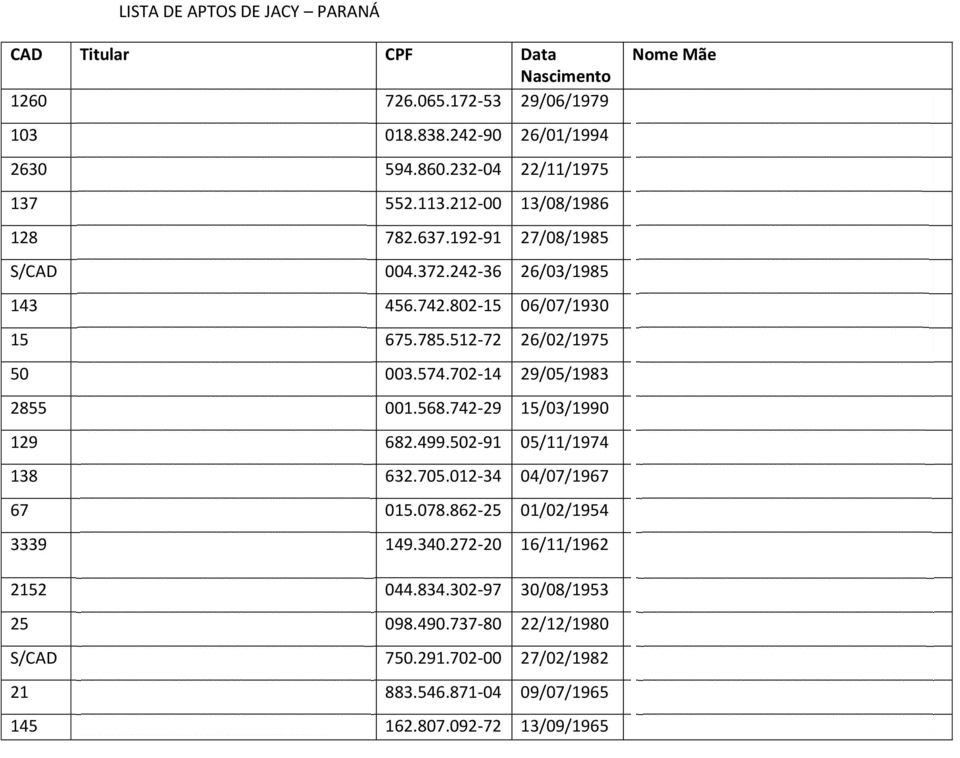 LISTA DE APTOS DE JACY – PARANÁ
CAD Titular CPF Data Nascimento Nome Mãe
1260 726.065.172-53 29/06/1979
103 018.838.242-90 26/01/1994
2630 594.860.232-04 22/11/1975
137 552.113.212-00 13/08/1986
128 782.637.192-91 27/08/1985
S/CAD 004.372.242-36 26/03/1985
143 456.742.802-15 06/07/1930
15 675.785.512-72 26/02/1975
50 003.574.702-14 29/05/1983
2855 001.568.742-29 15/03/1990
129 682.499.502-91 05/11/1974
138 632.705.012-34 04/07/1967
67 015.078.862-25 01/02/1954
3339 149.340.272-20 16/11/1962
2152 044.834.302-97 30/08/1953
25 098.490.737-80 22/12/1980
S/CAD 750.291.702-00 27/02/1982
21 883.546.871-04 09/07/1965
145 162.807.092-72 13/09/1965